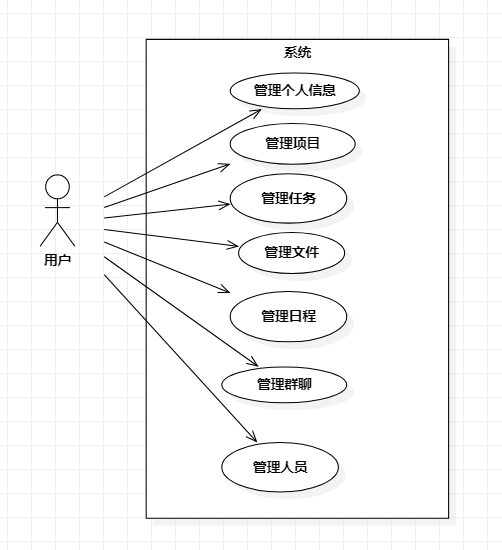 系统
管理个人信息
管理项目
管理任务
管理文件
用户
管理日程
管理群聊
管理人员